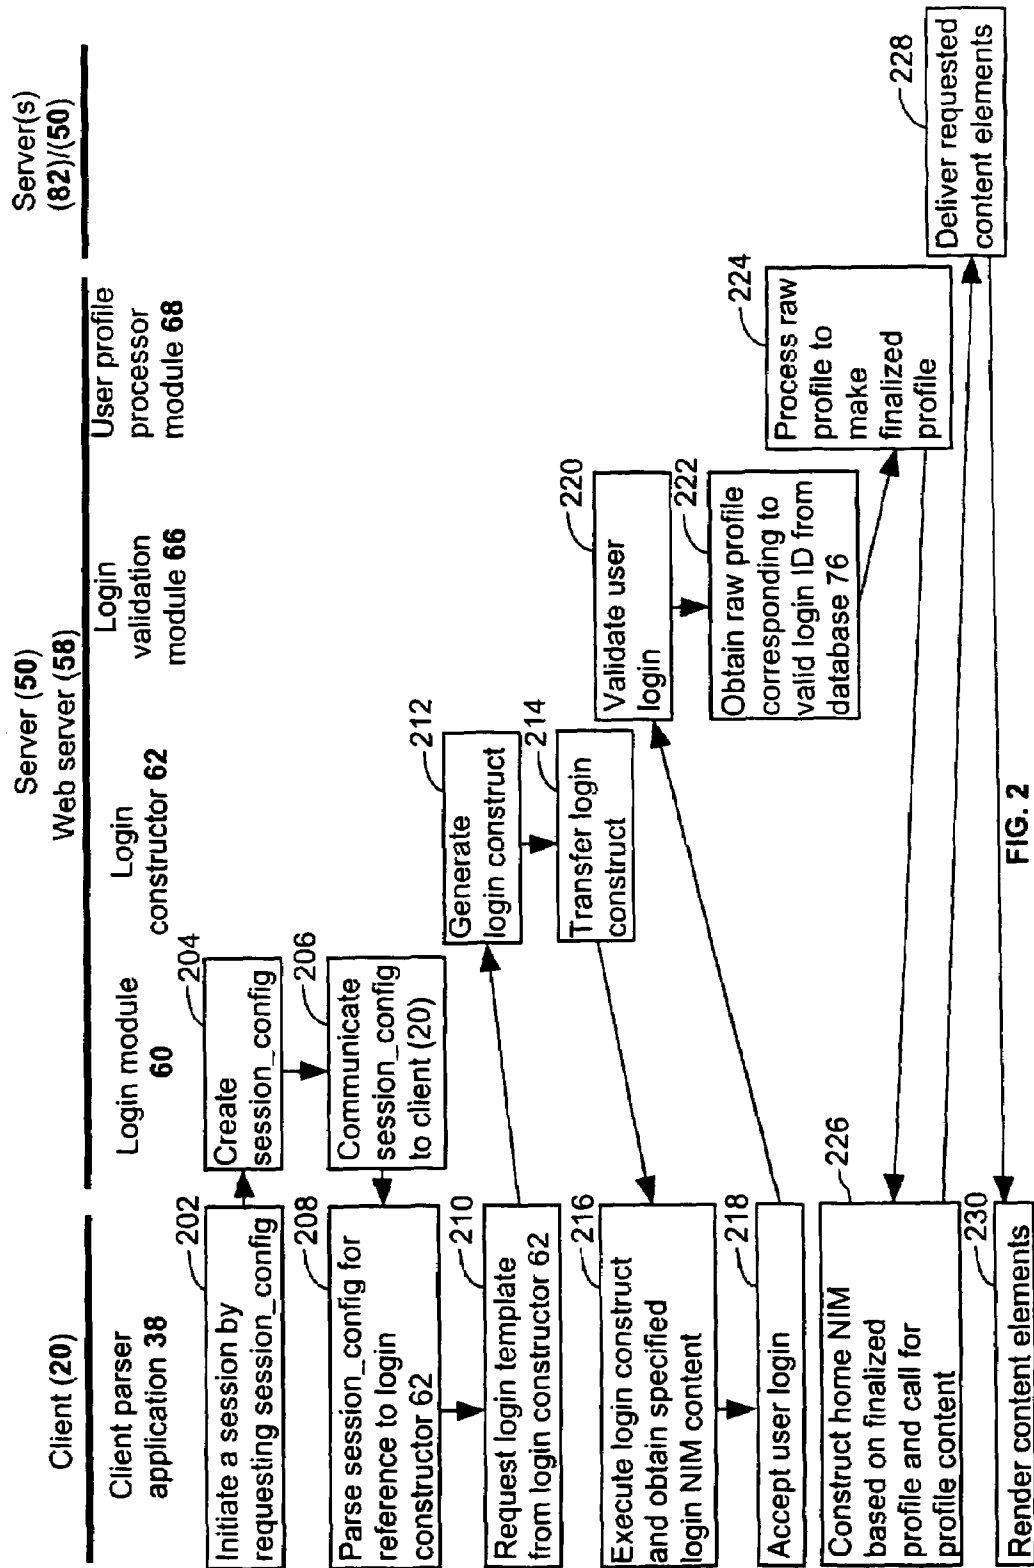 Client (20)
Server (50)
Web server (58)
Server(s)
(82)/(50)
Client parser
application 38
Login module
60
Login
constructor 62
Login
validation
module 66
User profile
processor
module 68
202
Initiate a session by
requesting session_config
204
Create
session_config
206
Communicate
session_config
to client (20)
208
Parse session_config for
reference to login
constructor 62
210
Request login template
from login constructor 62
212
Generate
login construct
214
Transfer login
construct
216
Execute login construct
and obtain specified
login NIM content
218
Accept user login
220
Validate user
login
222
Obtain raw profile
corresponding to
valid login ID from
database 76
224
Process raw
profile to
make
finalized
profile
226
Construct home NIM
based on finalized
profile and call for
profile content
228
Deliver requested
content elements
230
Render content elements
FIG. 2